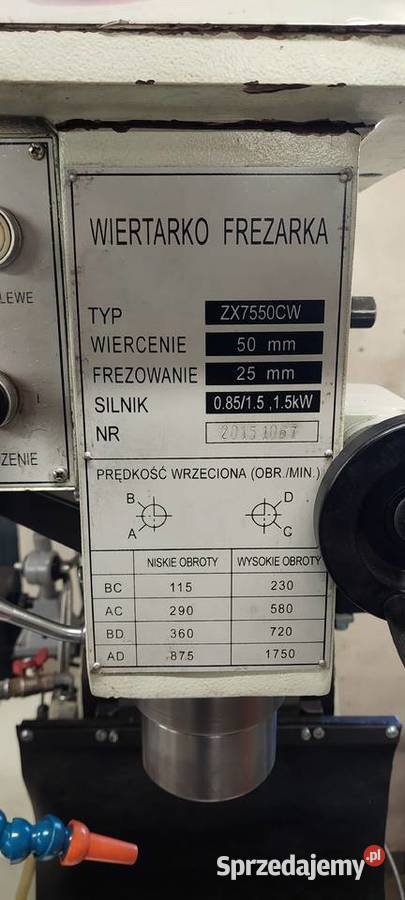 LEWE
ZENIE
WIERTARKO FREZARKA
TYP ZX7550CW
WIERCENIE 50 mm
FREZOWANIE 25 mm
SILNIK 0.85/1.5 ,1.5kW
NR 20151067
PRĘDKOŚĆ WRZECIONA (OBR./MIN.)
B D
A C
NISKIE OBROTY WYSOKIE OBROTY
BC 115 230
AC 290 580
BD 360 720
AD 875 1750
Sprzedajemy.pl